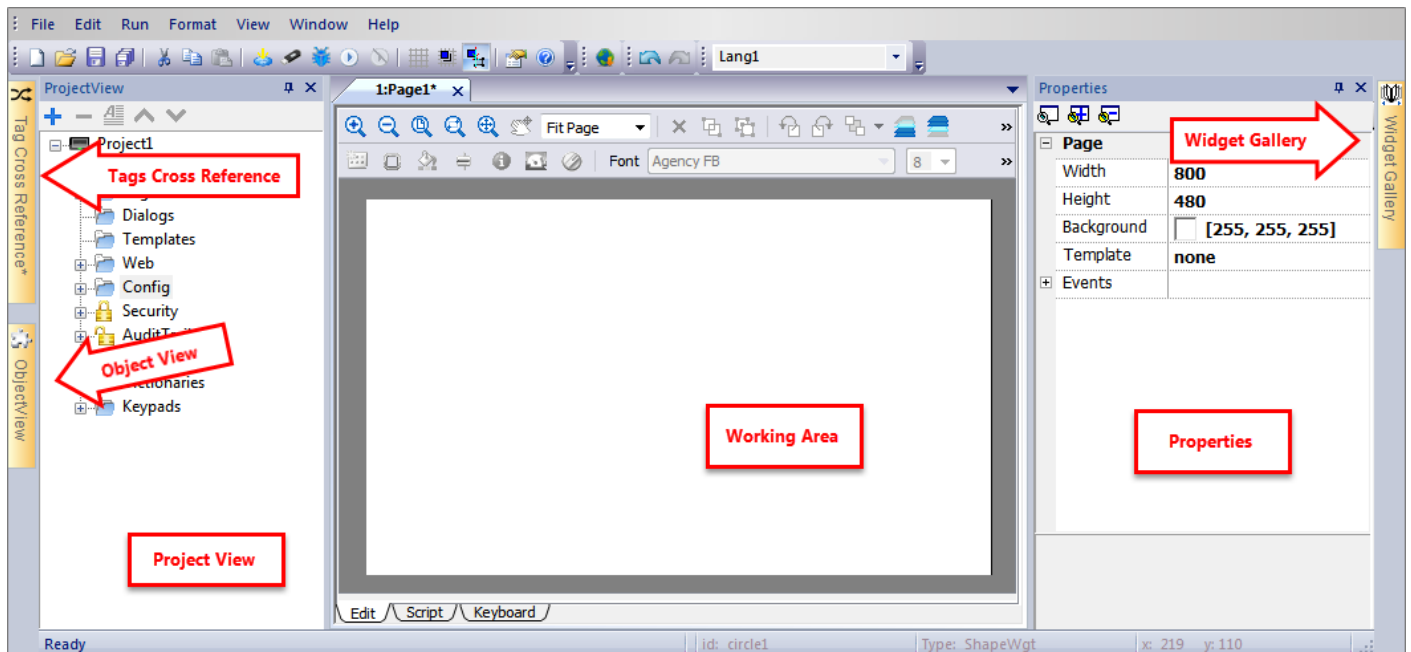 File Edit Run Format View Window Help
Lang1
ProjectView
1:Page1*
Properties
Fit Page
Font Agency FB 8
Tag Cross Reference*
ObjectView
Project1
Tags Cross Reference
Dialogs
Templates
Web
Config
Security
Object View
Keypads
Project View
Working Area
Page
Widget Gallery
Width 800
Height 480
Background [255, 255, 255]
Template none
Events
Properties
Widget Gallery
Edit Script Keyboard
Ready id: circle1 Type: ShapeWgt x: 219 y: 110